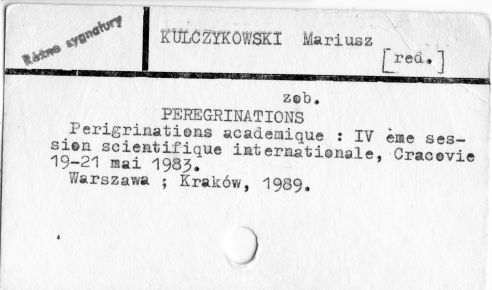 Różne sygnatury
KULCZYKOWSKI Mariusz
[red.]
zob.
PEREGRINATIONS
Perigrinations academique : IV ème ses-
sion scientifique internationale, Cracovie
19-21 mai 1983.
Warszawa ; Kraków, 1989.